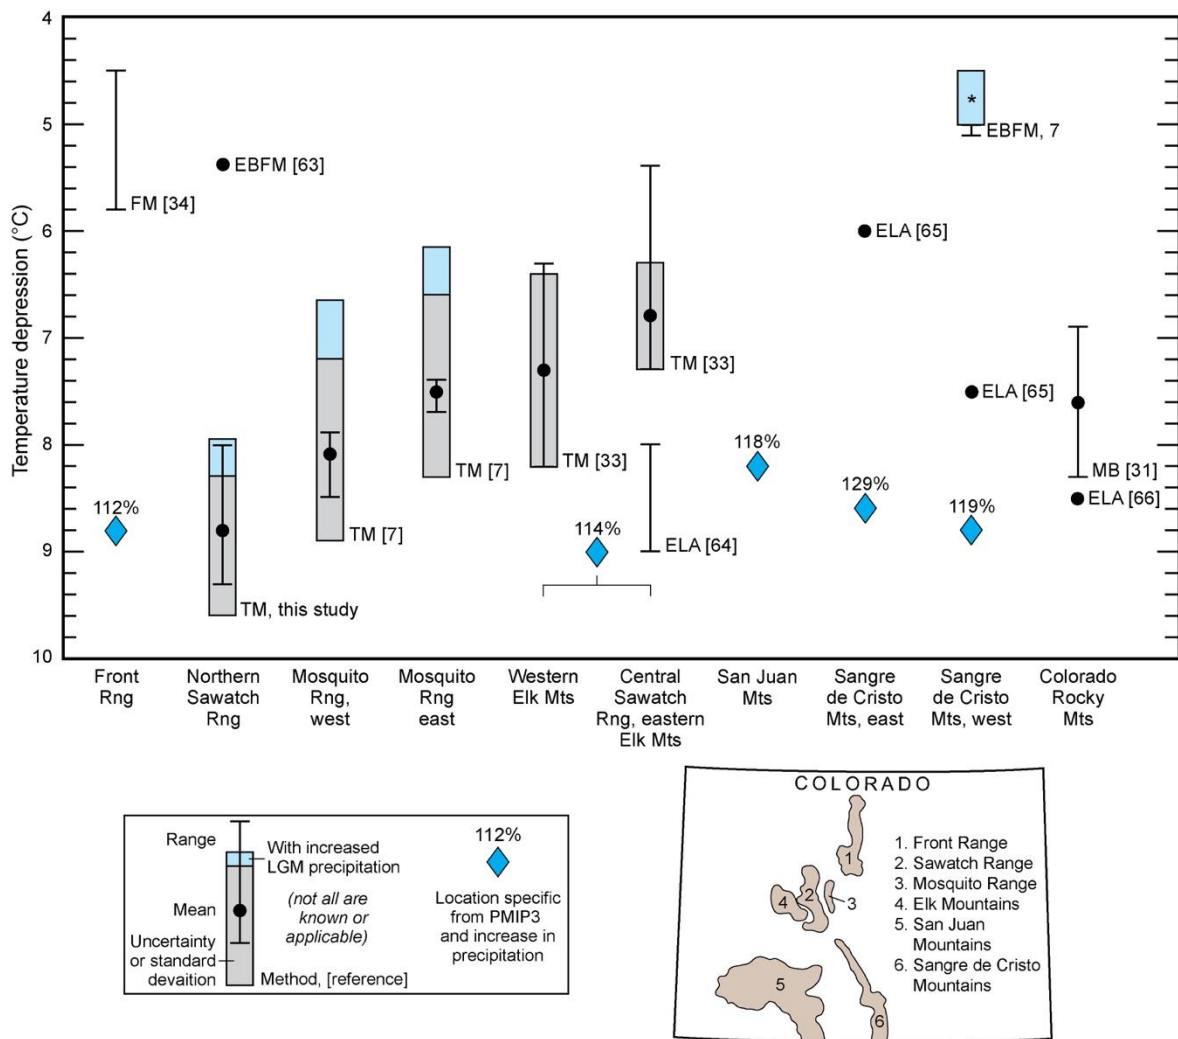 Temperature depression (°C)
4
5
6
7
8
9
10
FM [34]
112%
EBFM [63]
TM, this study
TM [7]
TM [7]
TM [33]
114%
TM [33]
ELA [64]
118%
ELA [65]
129%
*
EBFM, 7
ELA [65]
119%
MB [31]
ELA [66]
Front
Rng
Northern
Sawatch
Rng
Mosquito
Rng,
west
Mosquito
Rng
east
Western
Elk Mts
Central
Sawatch
Rng, eastern
Elk Mts
San Juan
Mts
Sangre
de Cristo
Mts, east
Sangre
de Cristo
Mts, west
Colorado
Rocky
Mts
Range
Mean
Uncertainty
or standard
devaition
With increased
LGM precipitation
(not all are
known or
applicable)
Method, [reference]
112%
Location specific
from PMIP3
and increase in
precipitation
COLORADO
1
2
3
4
5
6
1. Front Range
2. Sawatch Range
3. Mosquito Range
4. Elk Mountains
5. San Juan
Mountains
6. Sangre de Cristo
Mountains